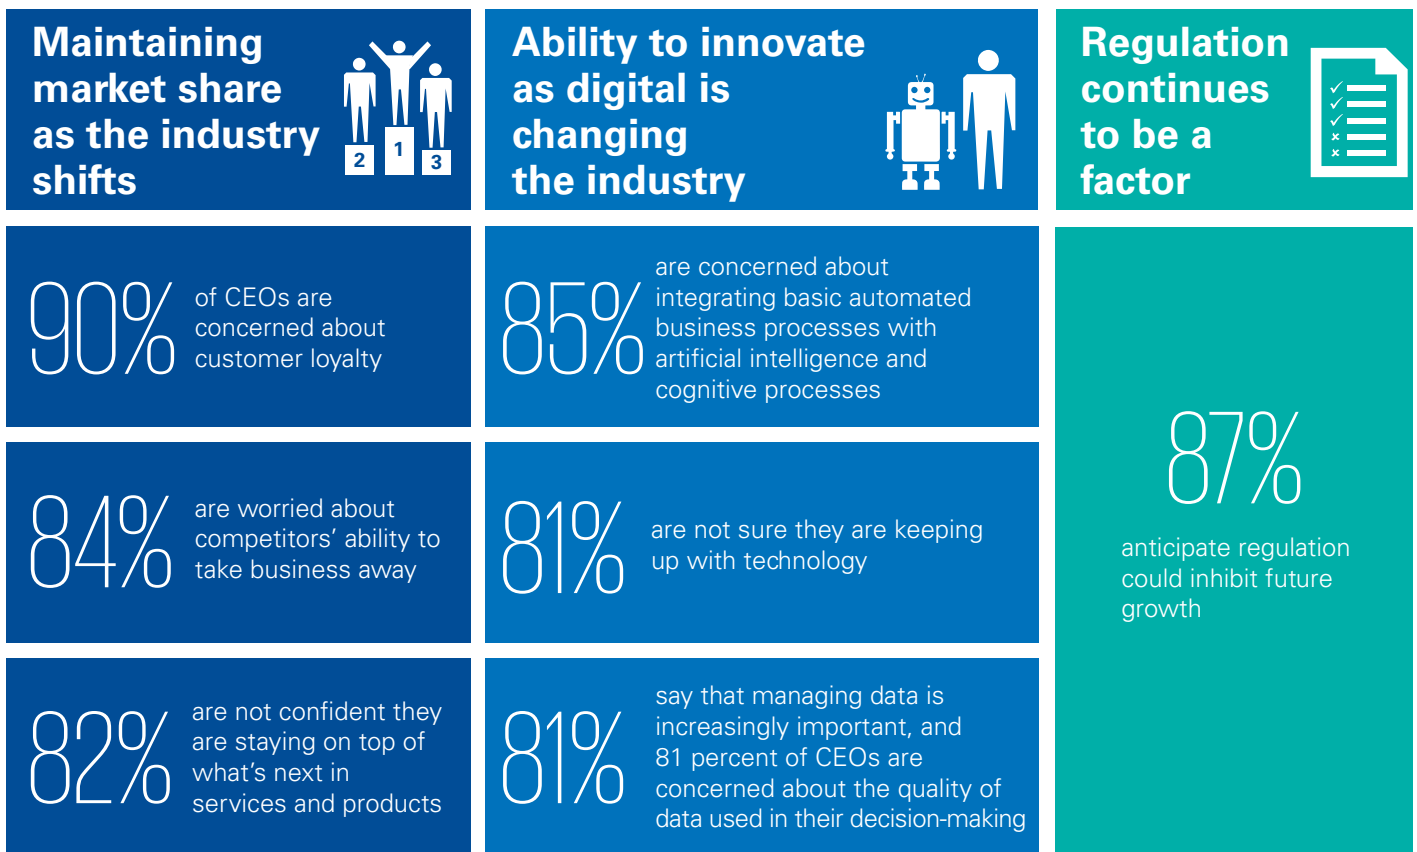 Maintaining
market share
as the industry
shifts
2
1
3
90%
of CEOs are
concerned about
customer loyalty
84%
are worried about
competitors’ ability to
take business away
82%
are not confident they
are staying on top of
what’s next in
services and products
Ability to innovate
as digital is
changing
the industry
85%
are concerned about
integrating basic automated
business processes with
artificial intelligence and
cognitive processes
81%
are not sure they are keeping
up with technology
81%
say that managing data is
increasingly important, and
81 percent of CEOs are
concerned about the quality of
data used in their decision-making
Regulation
continues
to be a
factor
87%
anticipate regulation
could inhibit future
growth